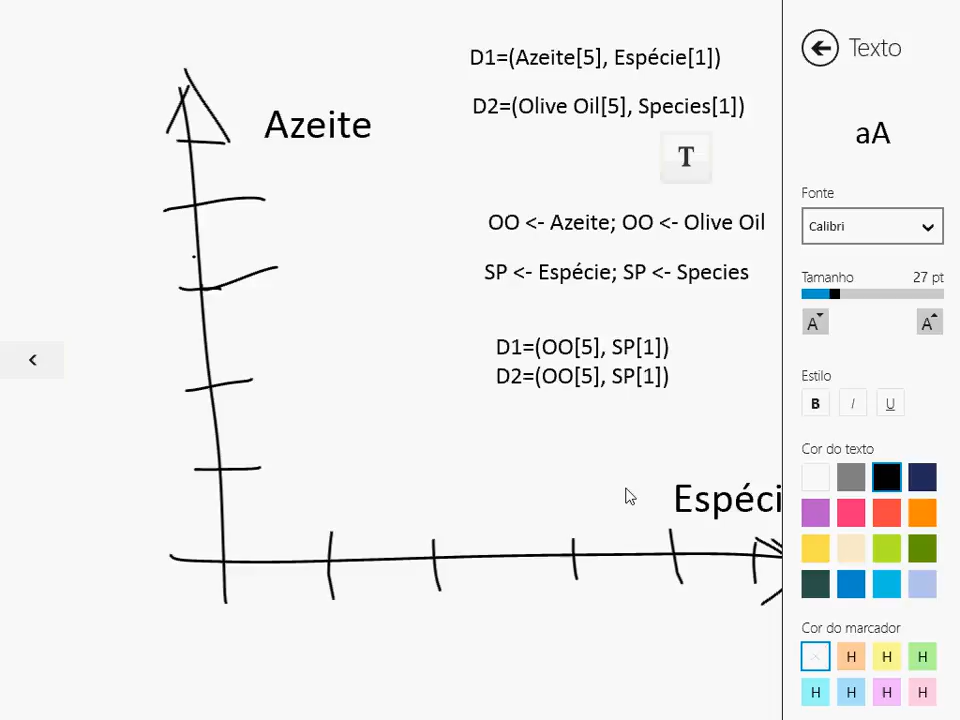 D1=(Azeite[5], Espécie[1])
Azeite
D2=(Olive Oil[5], Species[1])
T
OO <- Azeite; OO <- Olive Oil
SP <- Espécie; SP <- Species
D1=(OO[5], SP[1])
D2=(OO[5], SP[1])
Espéci
Texto
aA
Fonte
Calibri
Tamanho 27 pt
A A
Estilo
B I U
Cor do texto
Cor do marcador
H H H
H H H H